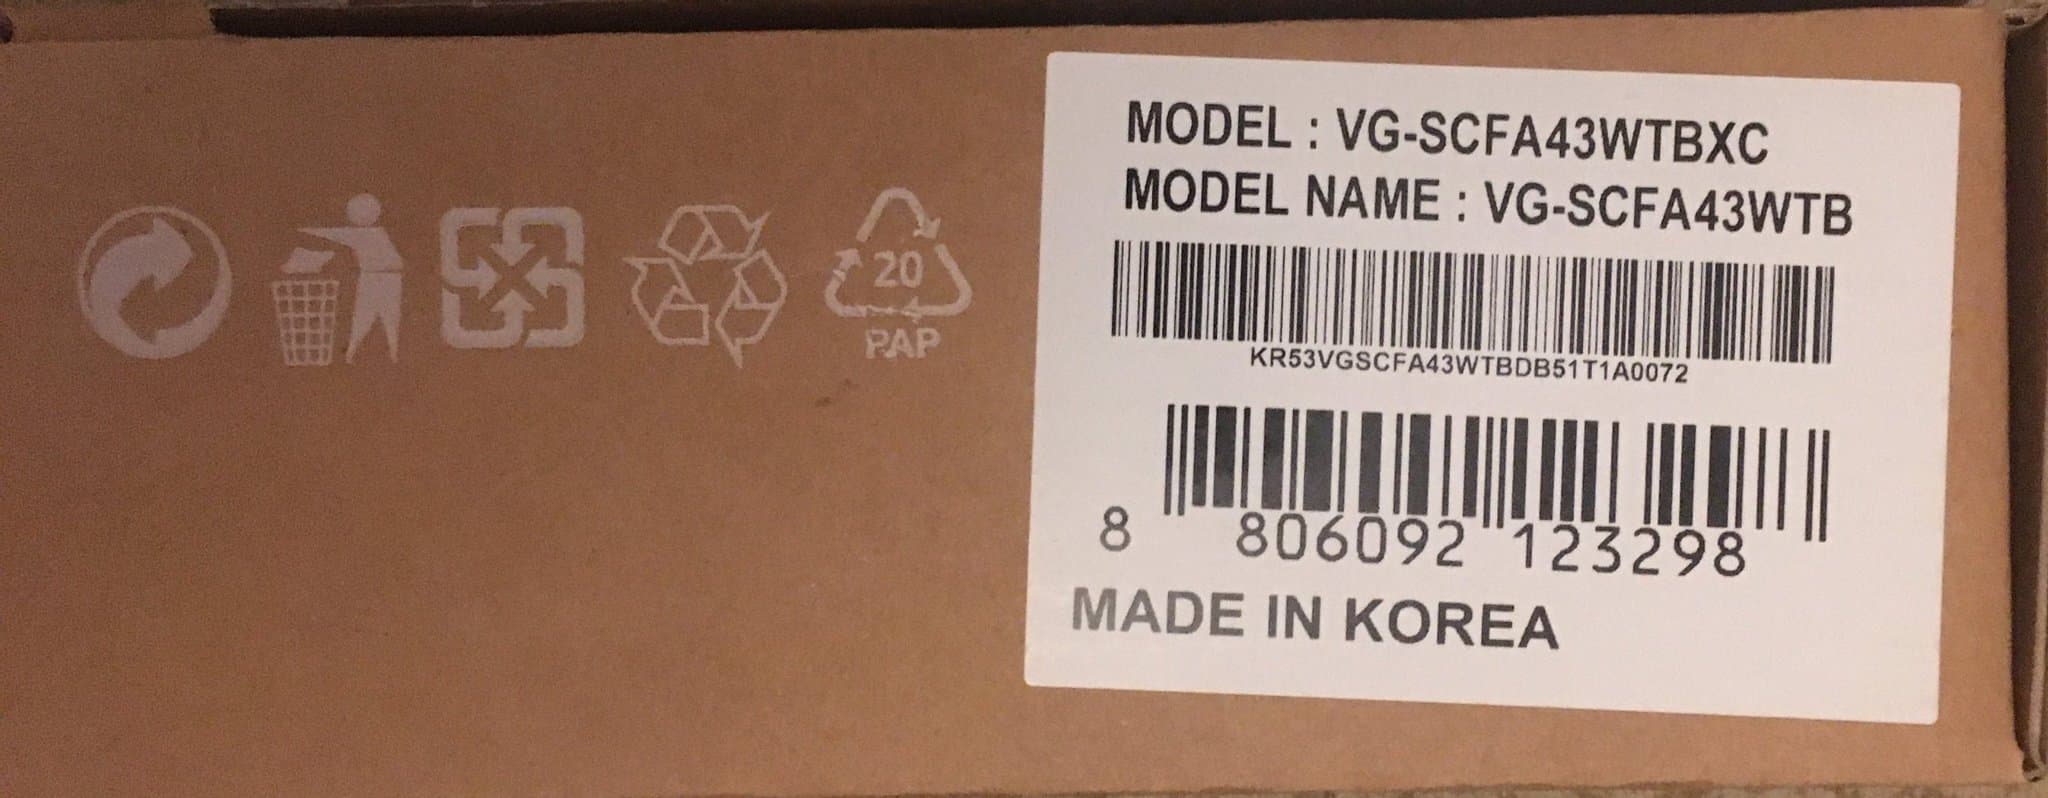 20
PAP
MODEL : VG-SCFA43WTBXC
MODEL NAME : VG-SCFA43WTB
KR53VGSCFA43WTBDB51T1A0072
8 806092 123298
MADE IN KOREA